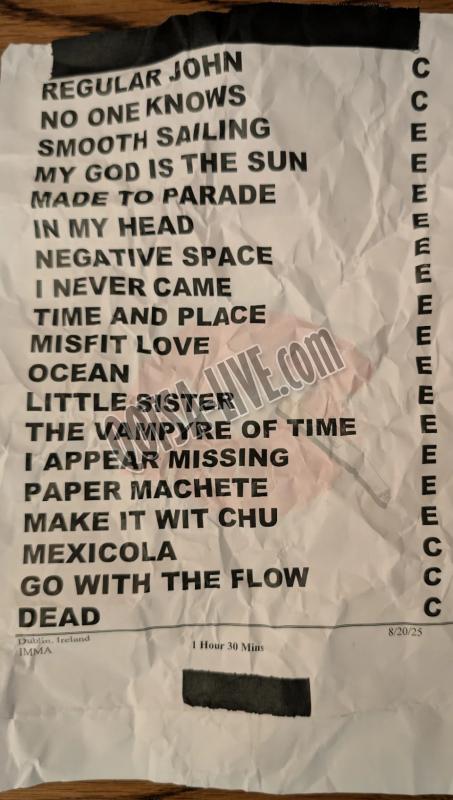 REGULAR JOHN C
NO ONE KNOWS C
SMOOTH SAILING E
MY GOD IS THE SUN E
MADE TO PARADE E
IN MY HEAD E
NEGATIVE SPACE E
I NEVER CAME E
TIME AND PLACE E
MISFIT LOVE E
OCEAN E
LITTLE SISTER E
THE VAMPYRE OF TIME E
I APPEAR MISSING E
PAPER MACHETE E
MAKE IT WIT CHU E
MEXICOLA C
GO WITH THE FLOW C
DEAD C
Dublin, Ireland 8/20/25
IMMA 1 Hour 30 Mins